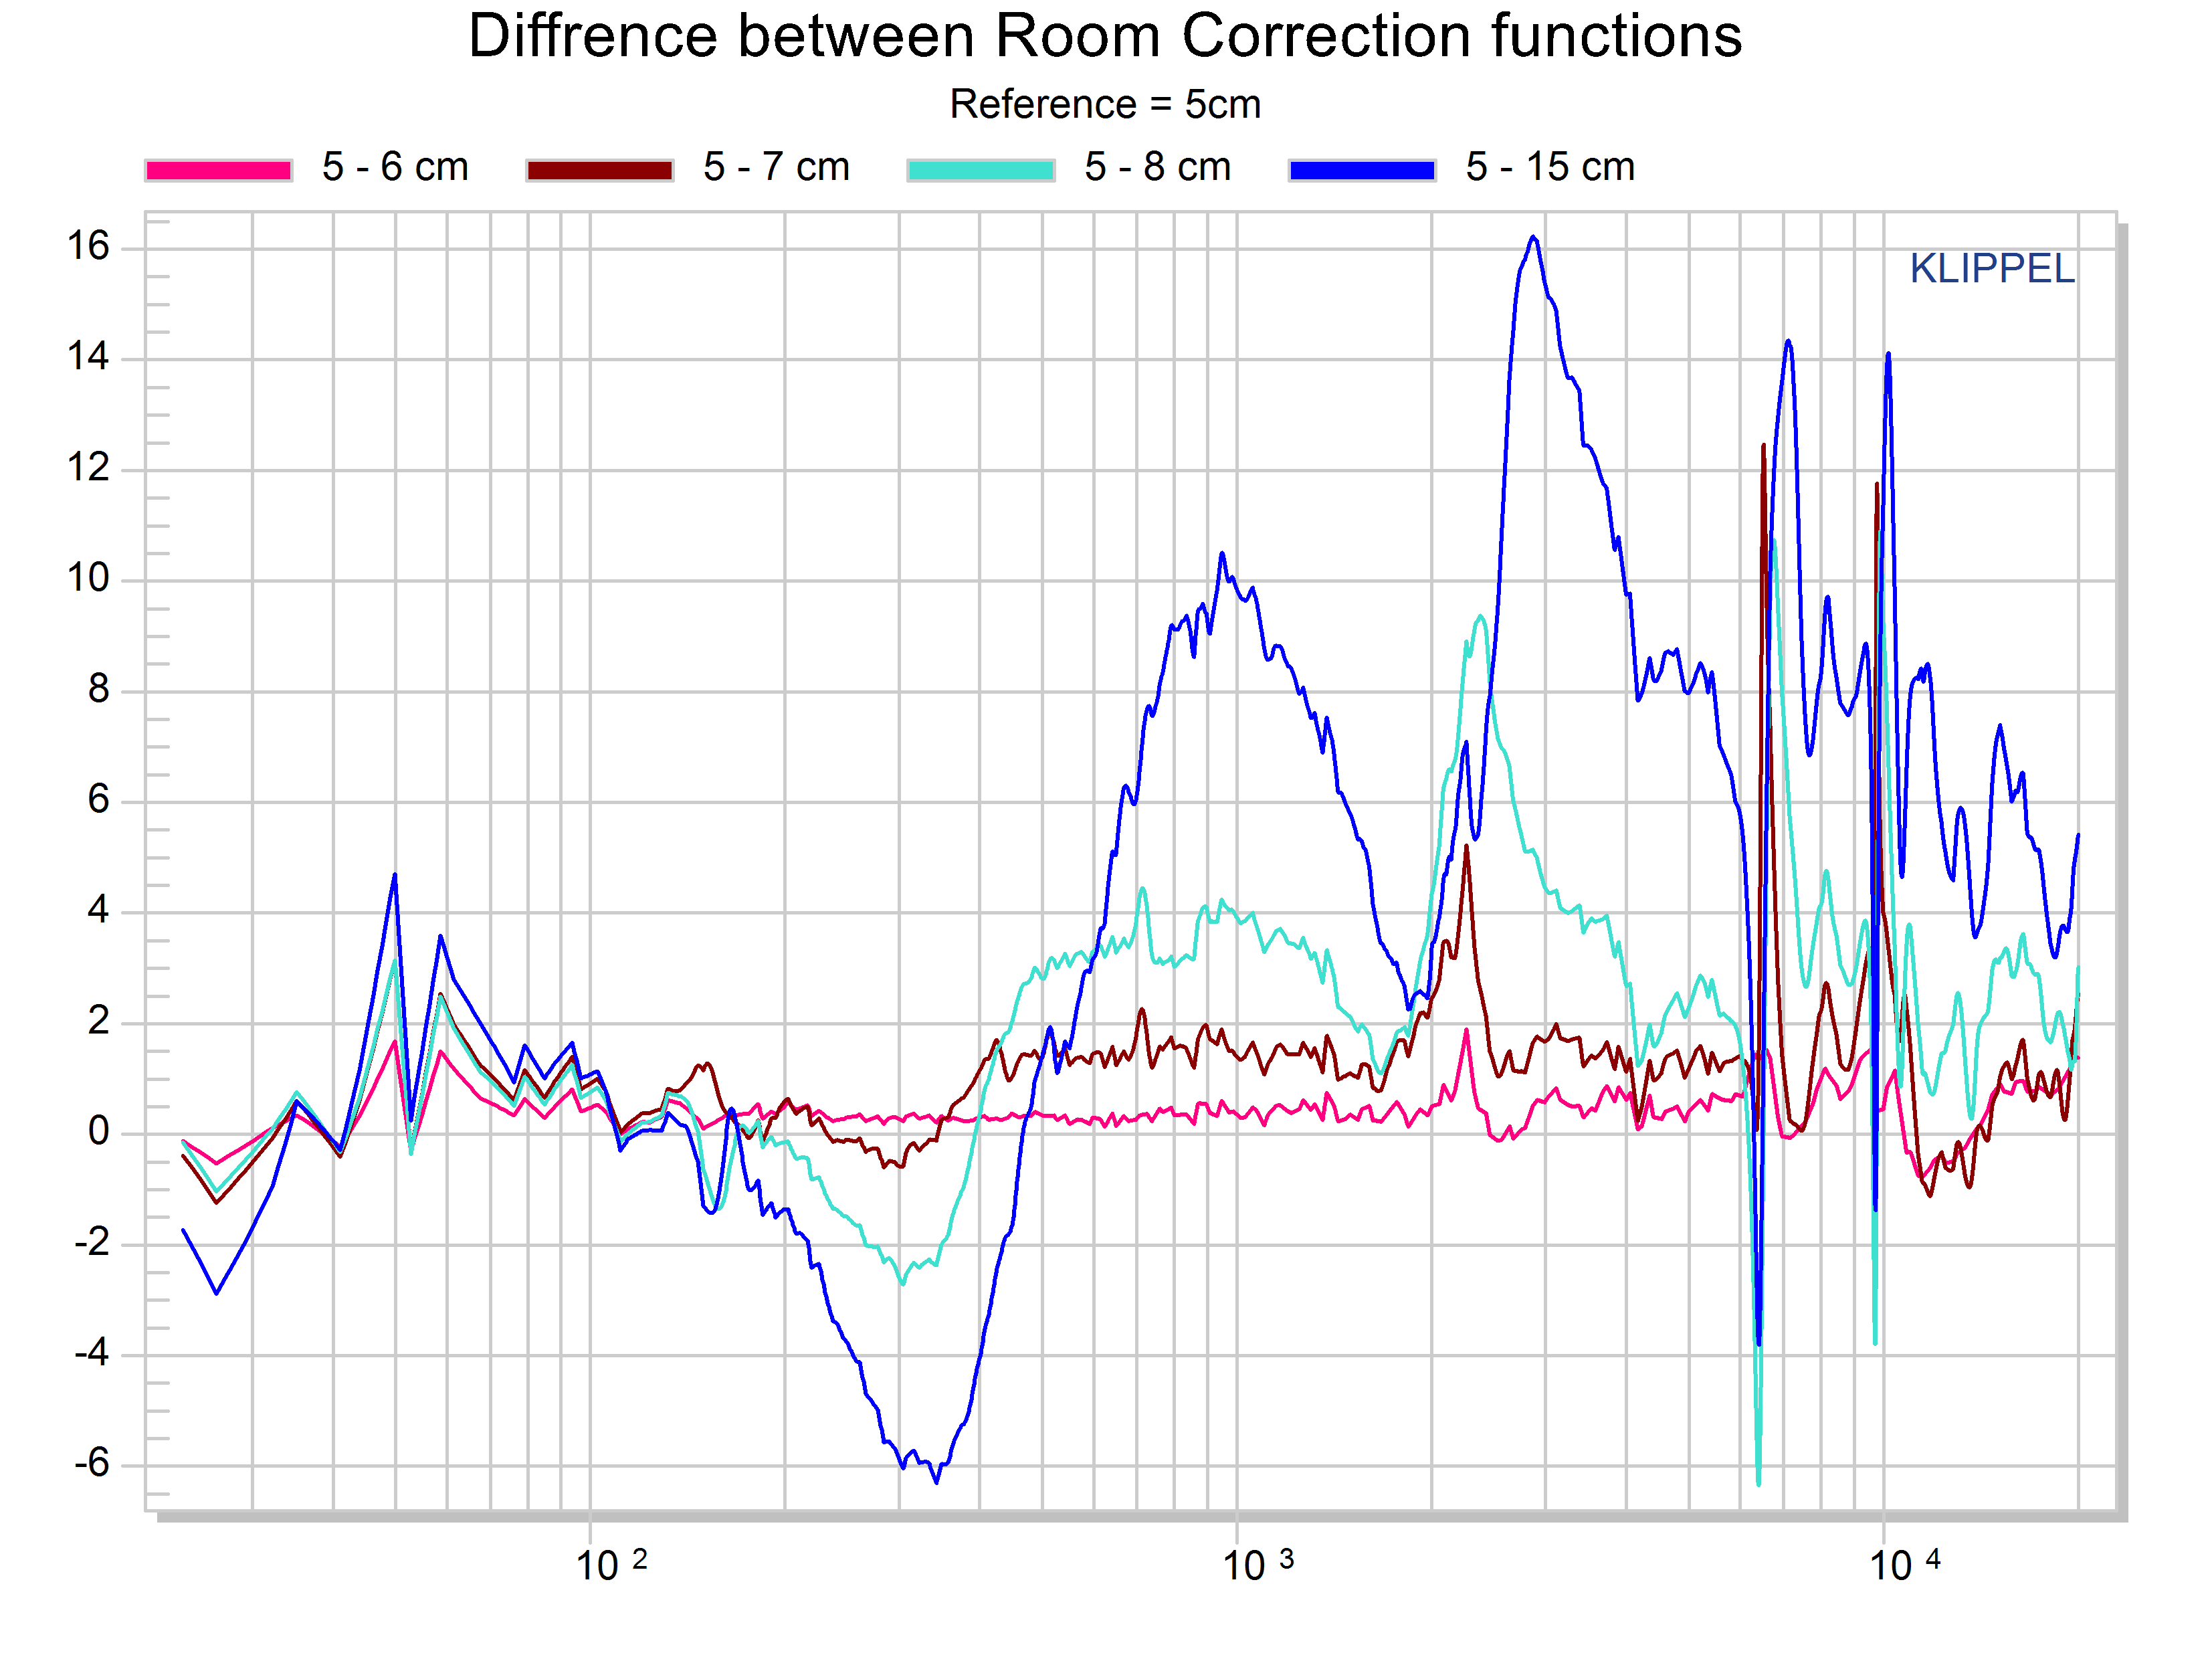 Diffrence between Room Correction functions
Reference = 5cm
5 - 6 cm 5 - 7 cm 5 - 8 cm 5 - 15 cm
KLIPPEL
16
14
12
10
8
6
4
2
0
-2
-4
-6
10 2 10 3 10 4